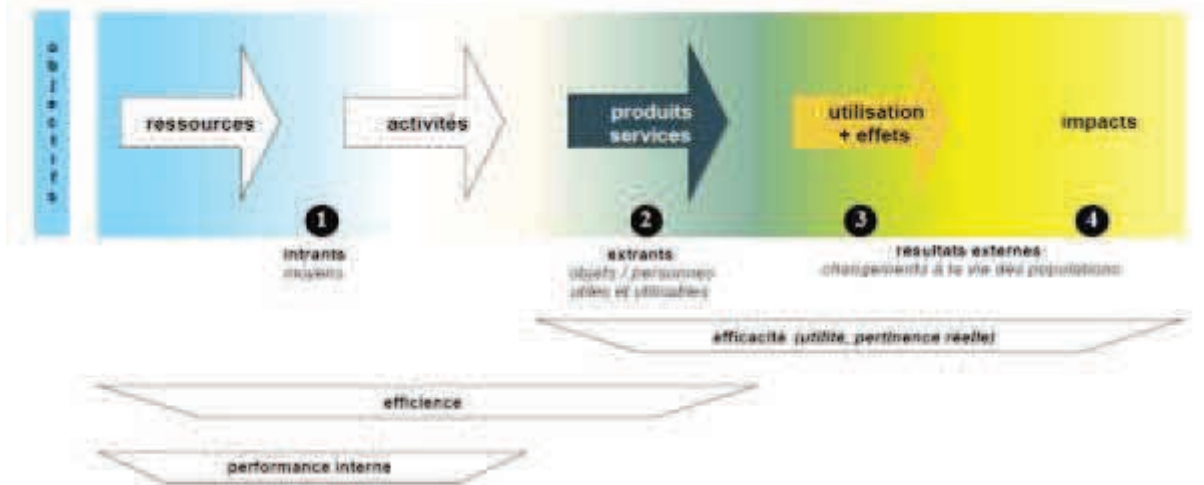 objectifs
ressources
activités
produits
services
utilisation
+ effets
impacts
1
2
3
4
intrants
moyens
extrants
objets / personnes
utiles et utilisables
résultats externes
changements à la vie des populations
efficacité (utilité, pertinence réelle)
efficience
performance interne